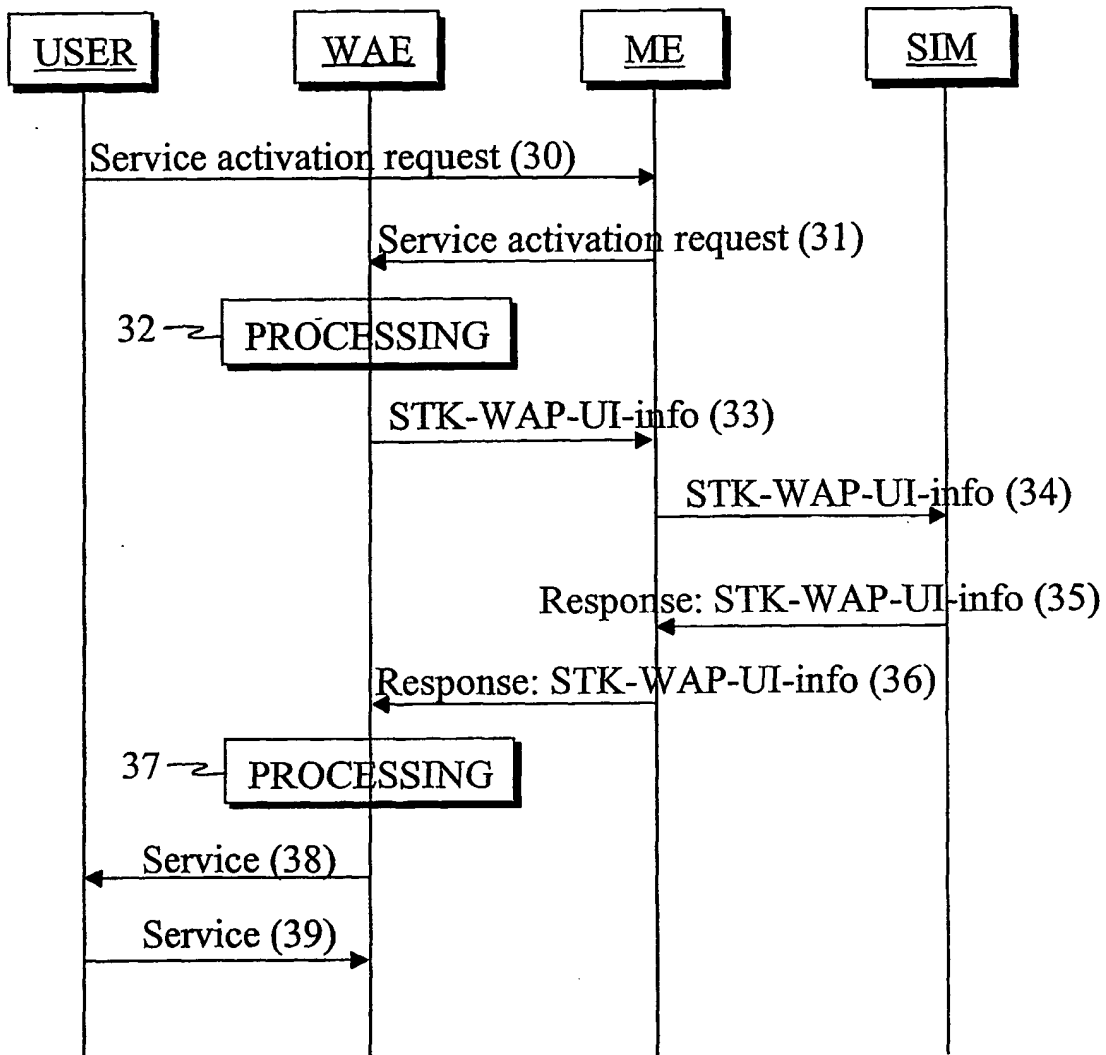 USER WAE ME SIM
Service activation request (30)
Service activation request (31)
32 PROCESSING
STK-WAP-UI-info (33)
STK-WAP-UI-info (34)
Response: STK-WAP-UI-info (35)
Response: STK-WAP-UI-info (36)
37 PROCESSING
Service (38)
Service (39)